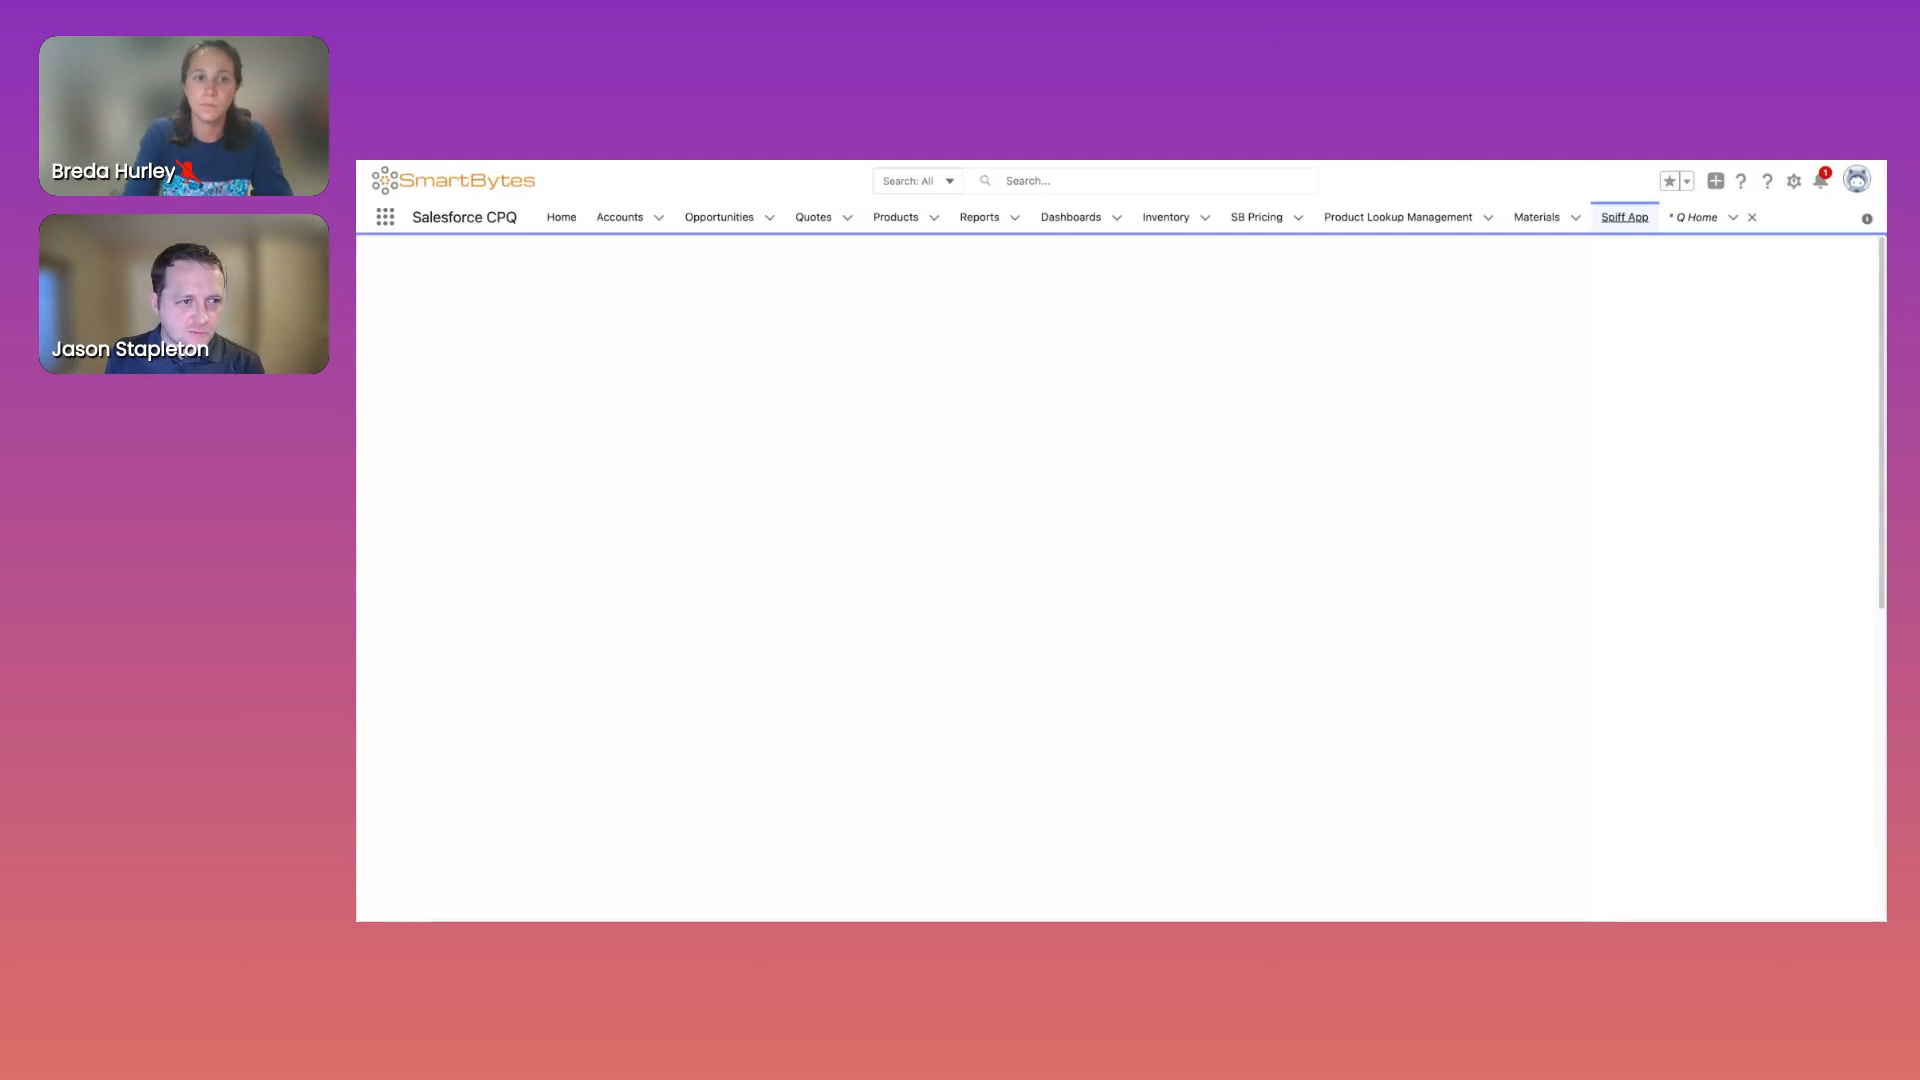 Breda Hurley
Jason Stapleton
SmartBytes
Search: All
Search...
1
Salesforce CPQ
Home
Accounts
Opportunities
Quotes
Products
Reports
Dashboards
Inventory
SB Pricing
Product Lookup Management
Materials
Spiff App
* Q Home